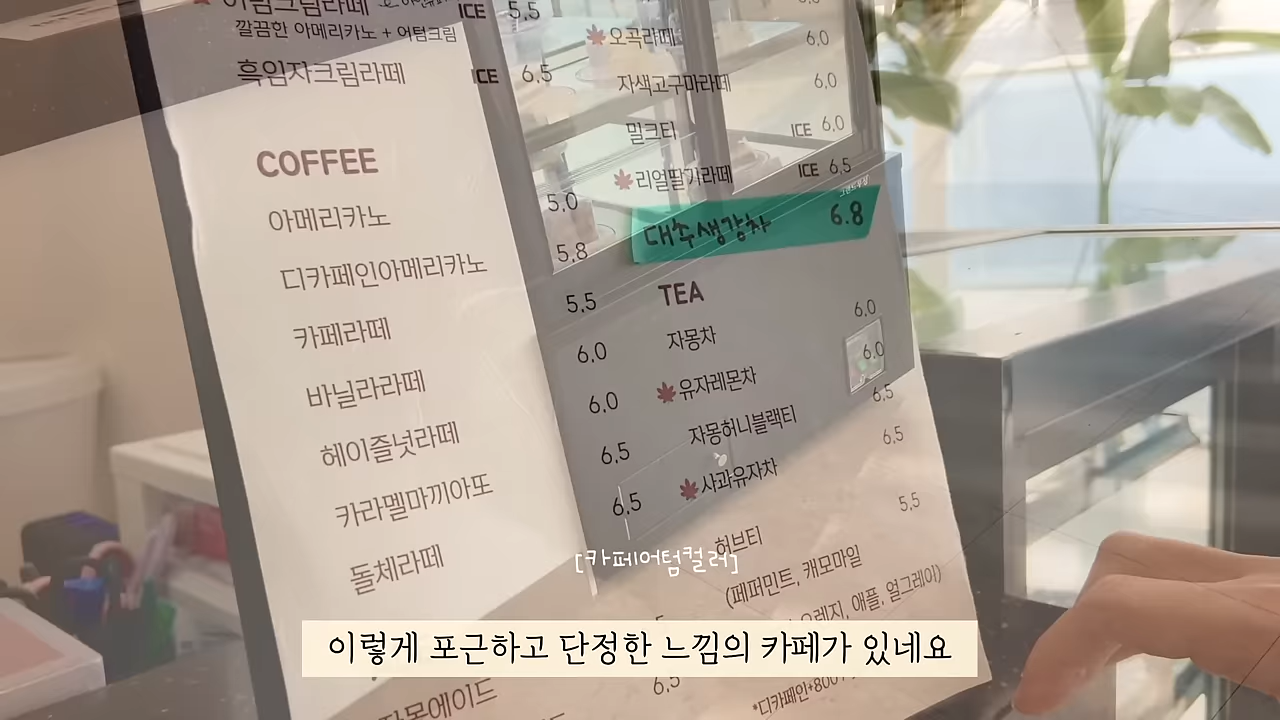 어텀크림라떼 ICE 5.5
깔끔한 아메리카노 + 어텀크림
흑임자크림라떼 ICE 6.5
COFFEE
아메리카노 5.0
디카페인아메리카노 5.8
카페라떼 5.5
바닐라라떼 6.0
헤이즐넛라떼 6.0
카라멜마끼아또 6.5
돌체라떼 6.5
자몽에이드 6.5
오곡라떼 6.0
자색고구마라떼 6.0
밀크티 ICE 6.0
리얼딸기라떼 ICE 6.5
대추생강차 6.8
TEA
자몽차 6.0
유자레몬차 6.0
자몽허니블랙티 6.5
사과유자차 6.5
허브티 5.5
(페퍼민트, 캐모마일
애플, 얼그레이)
*디카페인+800
[카페어텀컬러]
이렇게 포근하고 단정한 느낌의 카페가 있네요